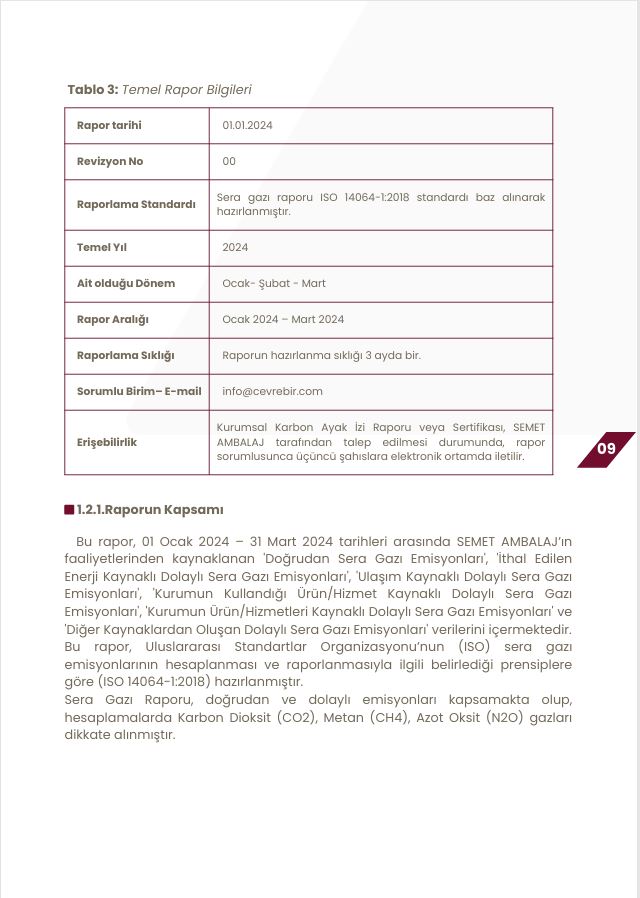 Tablo 3: Temel Rapor Bilgileri
Rapor tarihi 01.01.2024
Revizyon No 00
Raporlama Standardı Sera gazı raporu ISO 14064-1:2018 standardı baz alınarak
hazırlanmıştır.
Temel Yıl 2024
Ait olduğu Dönem Ocak- Şubat - Mart
Rapor Aralığı Ocak 2024 – Mart 2024
Raporlama Sıklığı Raporun hazırlanma sıklığı 3 ayda bir.
Sorumlu Birim– E-mail info@cevrebir.com
Erişebilirlik Kurumsal Karbon Ayak İzi Raporu veya Sertifikası, SEMET
AMBALAJ tarafından talep edilmesi durumunda, rapor
sorumlusunca üçüncü şahıslara elektronik ortamda iletilir.
09
1.2.1.Raporun Kapsamı
Bu rapor, 01 Ocak 2024 – 31 Mart 2024 tarihleri arasında SEMET AMBALAJ’ın
faaliyetlerinden kaynaklanan 'Doğrudan Sera Gazı Emisyonları', 'İthal Edilen
Enerji Kaynaklı Dolaylı Sera Gazı Emisyonları', 'Ulaşım Kaynaklı Dolaylı Sera Gazı
Emisyonları', 'Kurumun Kullandığı Ürün/Hizmet Kaynaklı Dolaylı Sera Gazı
Emisyonları', 'Kurumun Ürün/Hizmetleri Kaynaklı Dolaylı Sera Gazı Emisyonları' ve
'Diğer Kaynaklardan Oluşan Dolaylı Sera Gazı Emisyonları' verilerini içermektedir.
Bu rapor, Uluslararası Standartlar Organizasyonu’nun (ISO) sera gazı
emisyonlarının hesaplanması ve raporlanmasıyla ilgili belirlediği prensiplere
göre (ISO 14064-1:2018) hazırlanmıştır.
Sera Gazı Raporu, doğrudan ve dolaylı emisyonları kapsamakta olup,
hesaplamalarda Karbon Dioksit (CO2), Metan (CH4), Azot Oksit (N2O) gazları
dikkate alınmıştır.